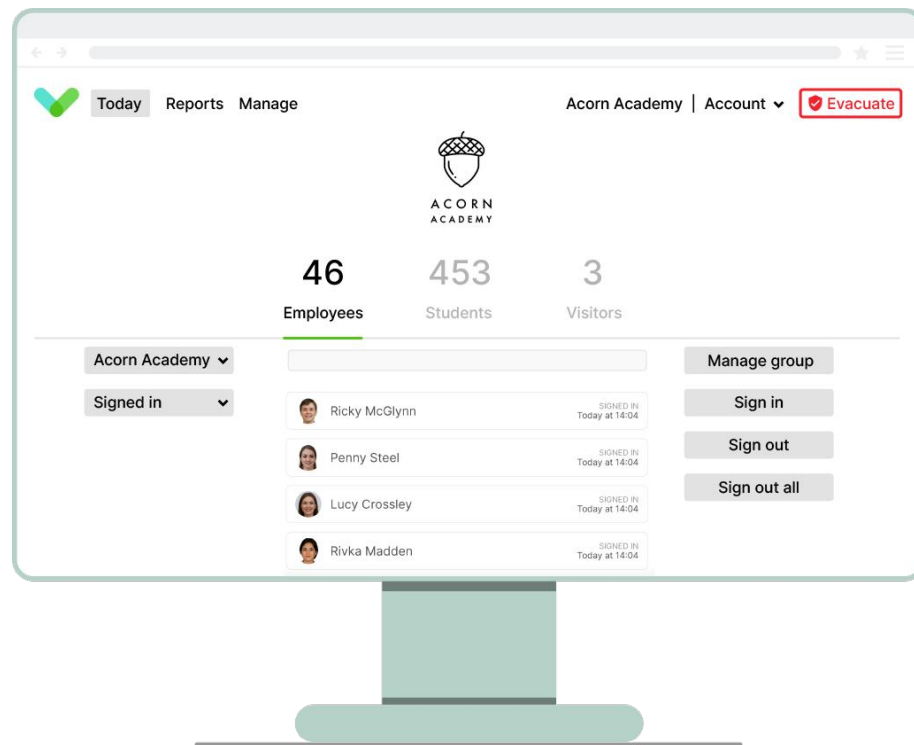 Today Reports Manage Acorn Academy | Account Evacuate
ACORN
ACADEMY
46 453 3
Employees Students Visitors
Acorn Academy Manage group
Signed in Sign in
Ricky McGlynn SIGNED IN
Today at 14:04
Sign out
Penny Steel SIGNED IN
Today at 14:04
Sign out all
Lucy Crossley SIGNED IN
Today at 14:04
Rivka Madden SIGNED IN
Today at 14:04